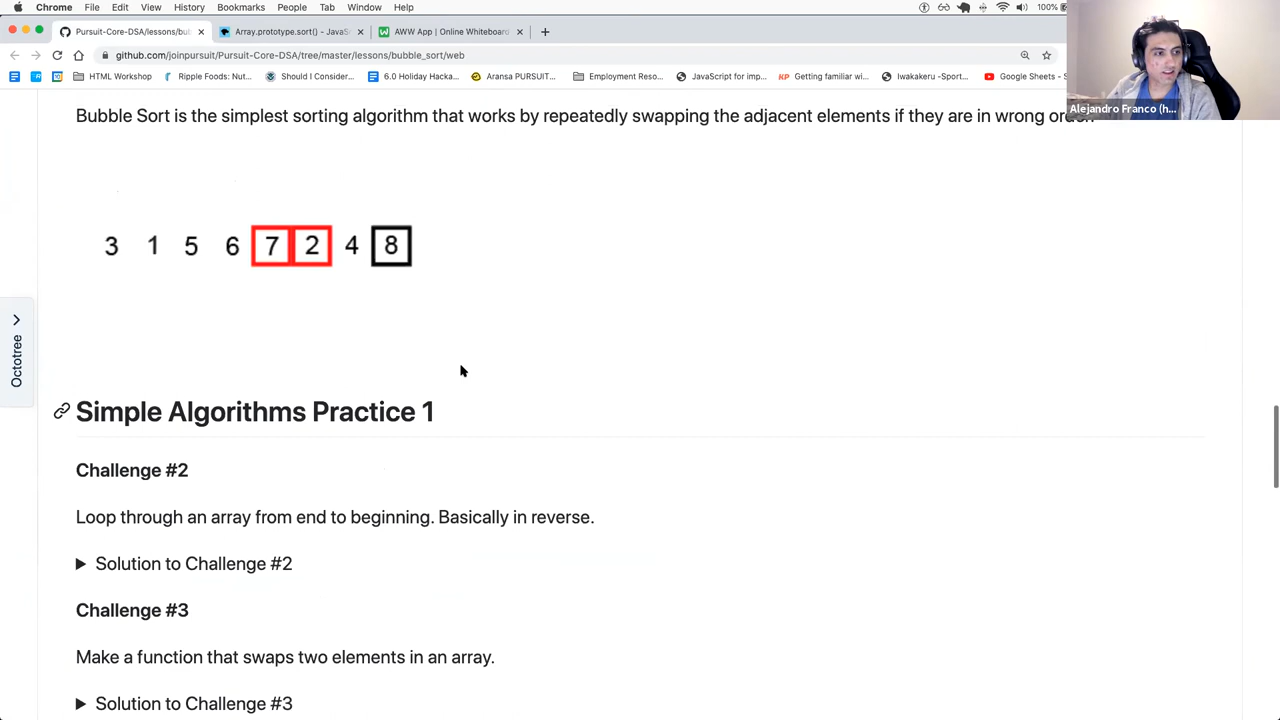 Chrome File Edit View History Bookmarks People Tab Window Help 100%
Pursuit-Core-DSA/lessons/bub
Array.prototype.sort() - JavaSc
AWW App | Online Whiteboard
github.com/joinpursuit/Pursuit-Core-DSA/tree/master/lessons/bubble_sort/web
HTML Workshop Ripple Foods: Nut... Should I Consider... 6.0 Holiday Hacka... Aransa PURSUIT... Employment Reso... JavaScript for imp... Getting familiar wi... Iwakakeru -Sport... Google Sheets - S
Alejandro Franco (h...
Bubble Sort is the simplest sorting algorithm that works by repeatedly swapping the adjacent elements if they are in wrong order.
3 1 5 6 7 2 4 8
Octotree
Simple Algorithms Practice 1
Challenge #2
Loop through an array from end to beginning. Basically in reverse.
Solution to Challenge #2
Challenge #3
Make a function that swaps two elements in an array.
Solution to Challenge #3